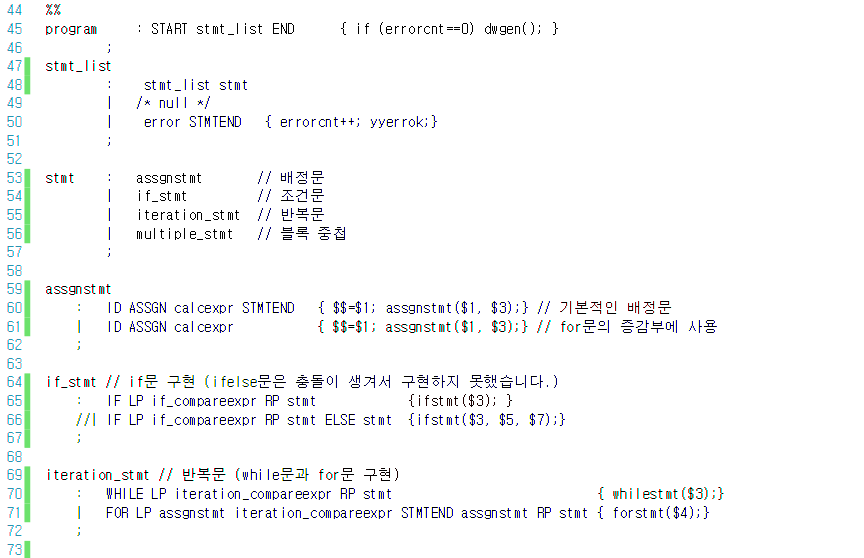 44 %%
45 program : START stmt_list END { if (errorcnt==0) dwgen(); }
46 ;
47 stmt_list
48 : stmt_list stmt
49 | /* null */
50 | error STMTEND { errorcnt++; yyerrok;}
51 ;
52
53 stmt : assgnstmt // 배정문
54 | if_stmt // 조건문
55 | iteration_stmt // 반복문
56 | multiple_stmt // 블록 중첩
57 ;
58
59 assgnstmt
60 : ID ASSGN calcexpr STMTEND { $$=$1; assgnstmt($1, $3);} // 기본적인 배정문
61 | ID ASSGN calcexpr { $$=$1; assgnstmt($1, $3);} // for문의 증감부에 사용
62 ;
63
64 if_stmt // if문 구현 (ifelse문은 충돌이 생겨서 구현하지 못했습니다.)
65 : IF LP if_compareexpr RP stmt {ifstmt($3); }
66 //| IF LP if_compareexpr RP stmt ELSE stmt {ifstmt($3, $5, $7);}
67 ;
68
69 iteration_stmt // 반복문 (while문과 for문 구현)
70 : WHILE LP iteration_compareexpr RP stmt { whilestmt($3);}
71 | FOR LP assgnstmt iteration_compareexpr STMTEND assgnstmt RP stmt { forstmt($4);}
72 ;
73